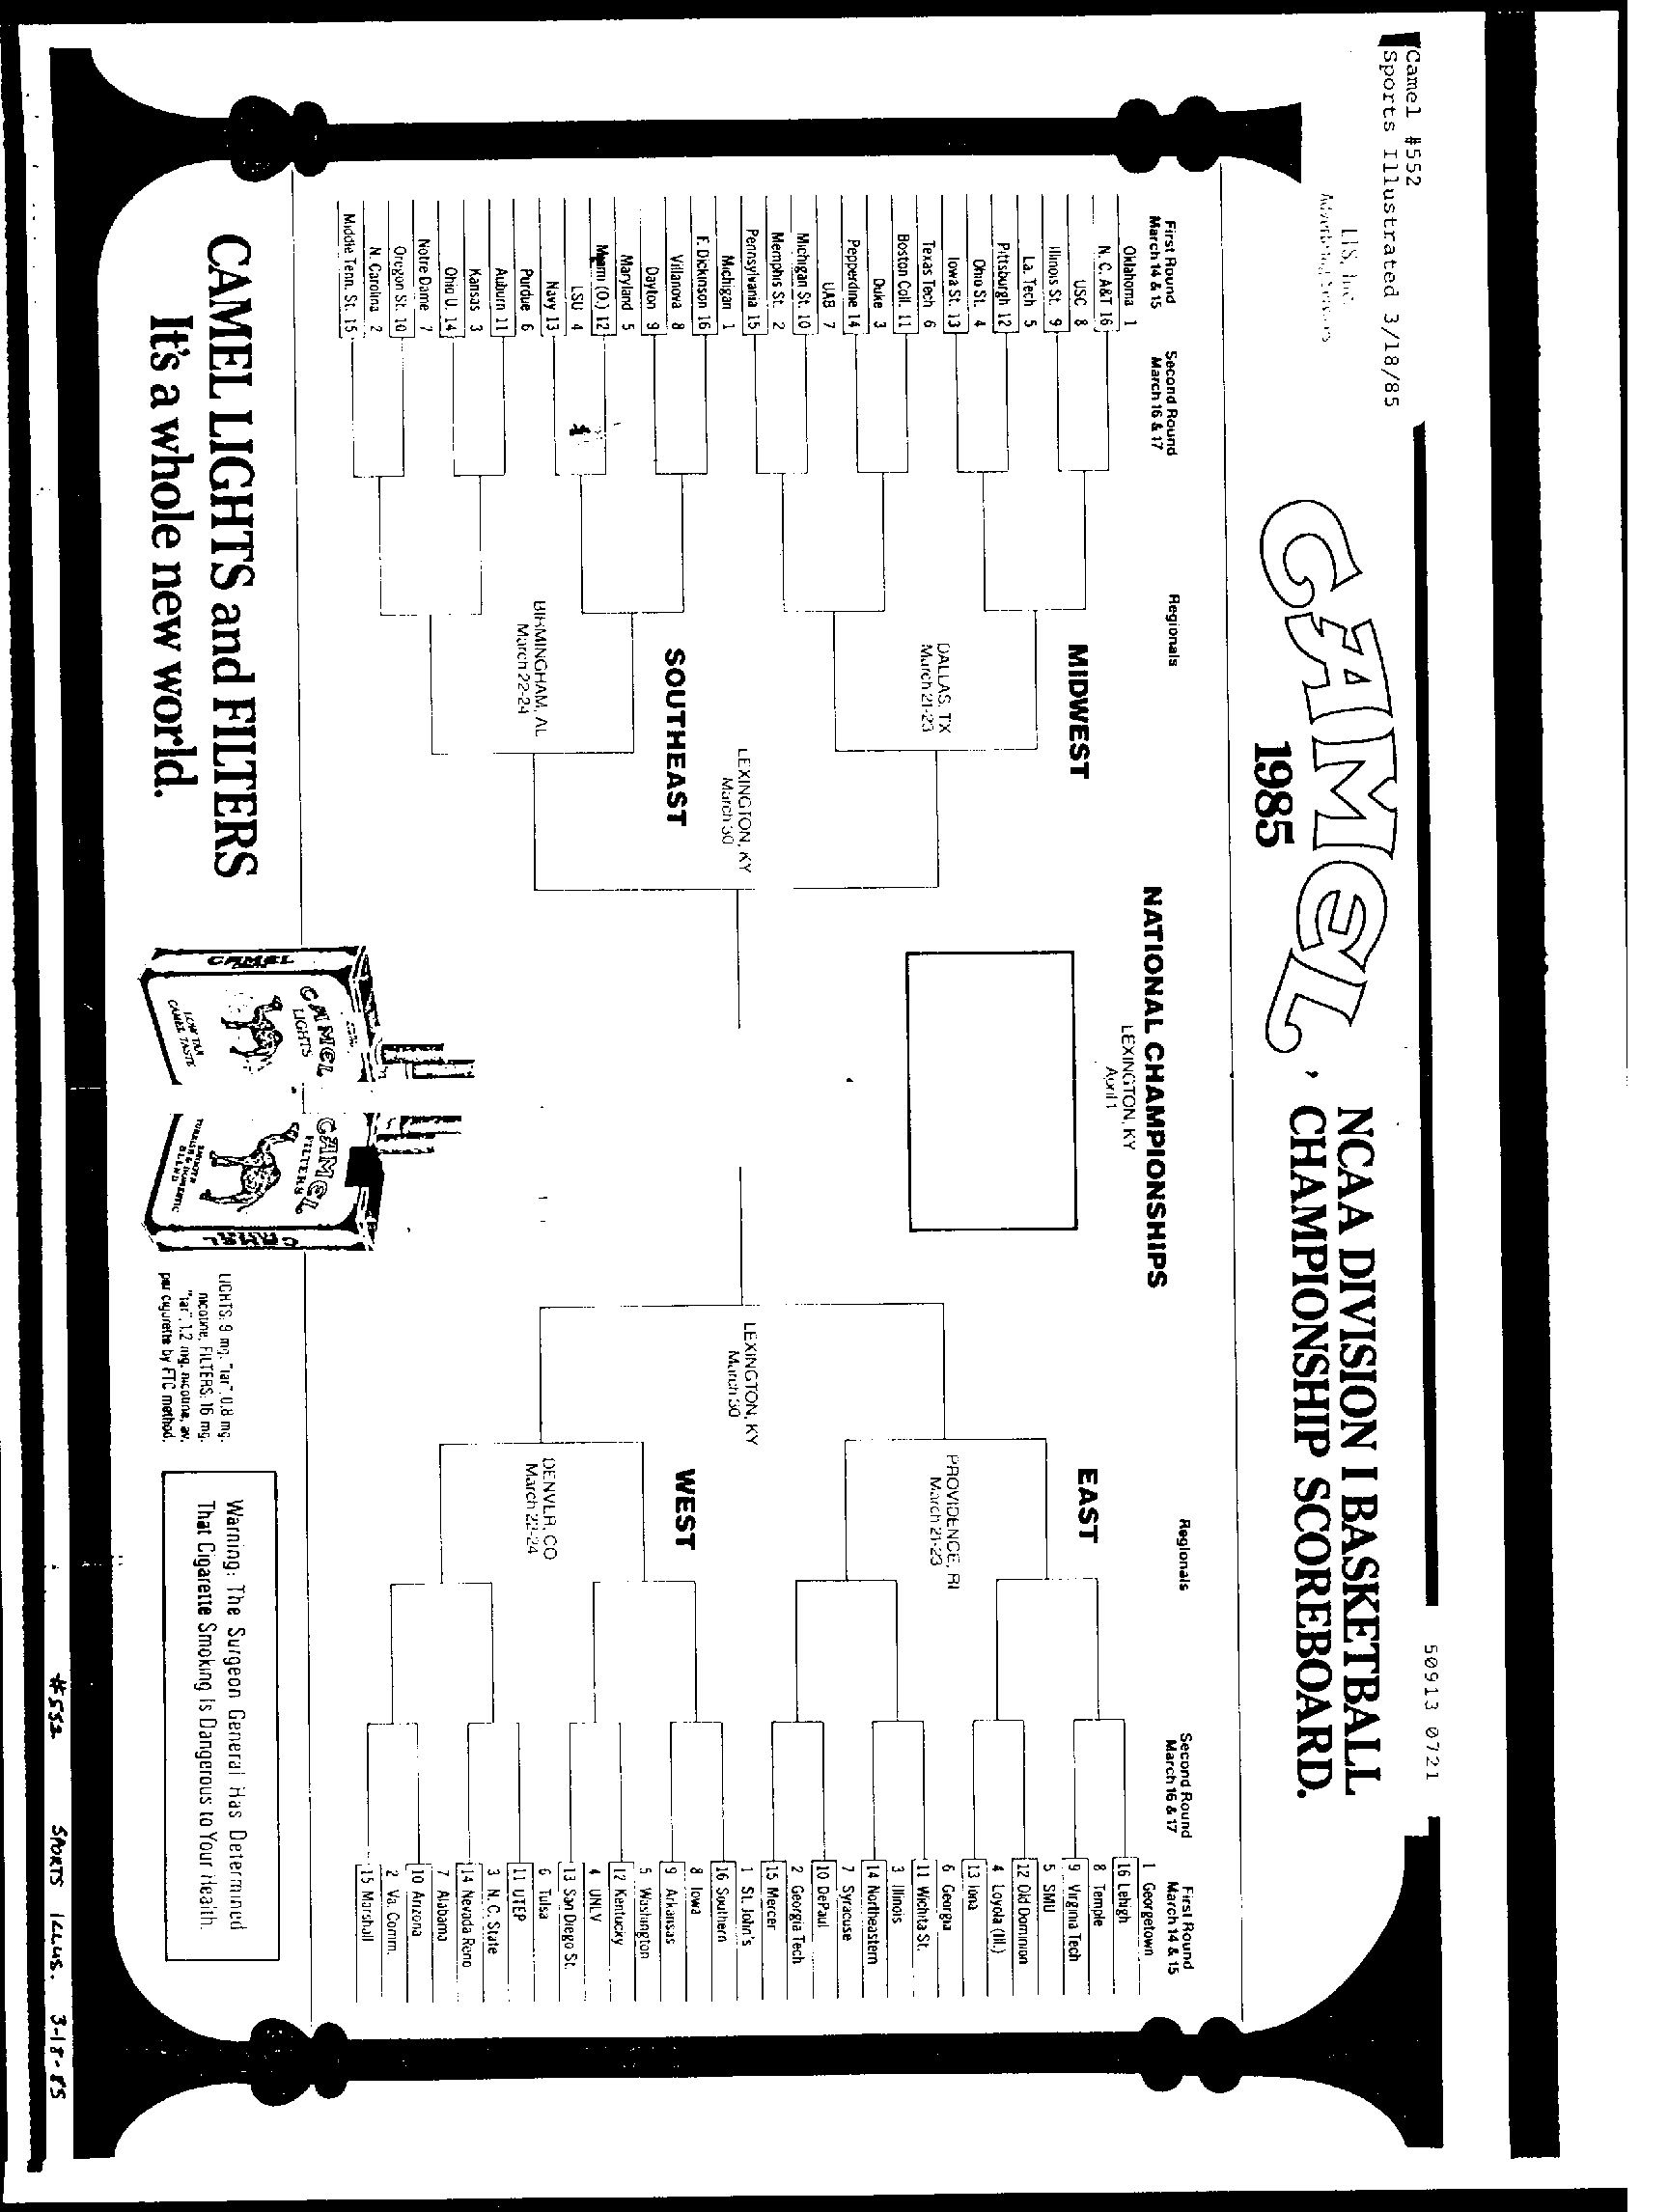 Camel #552
Sports Illustrated 3/18/85
LTS, Inc.
Advertising Services
50913 0721
CAMEL
1985
NCAA DIVISION I BASKETBALL
CHAMPIONSHIP SCOREBOARD.
First Round
March 14 & 15
Second Round
March 16 & 17
Regionals
NATIONAL CHAMPIONSHIPS
LEXINGTON, KY
April 1
Regionals
Second Round
March 16 & 17
First Round
March 14 & 15
MIDWEST
DALLAS, TX
March 21-23
Oklahoma 1
N. C. A&T 16
USC 8
Illinois St. 9
La. Tech 5
Pittsburgh 12
Ohio St. 4
Iowa St. 13
Texas Tech 6
Boston Coll. 11
Duke 3
Pepperdine 14
UAB 7
Michigan St. 10
Memphis St. 2
Pennsylvania 15
LEXINGTON, KY
March 30
SOUTHEAST
BIRMINGHAM, AL
March 22-24
Michigan 1
F. Dickinson 16
Villanova 8
Dayton 9
Maryland 5
Miami (O.) 12
LSU 4
Navy 13
Purdue 6
Auburn 11
Kansas 3
Ohio U. 14
Notre Dame 7
Oregon St. 10
N. Carolina 2
Middle Tenn. St. 15
EAST
PROVIDENCE, RI
March 21-23
1 Georgetown
16 Lehigh
8 Temple
9 Virginia Tech
5 SMU
12 Old Dominion
4 Loyola (Ill.)
13 Iona
6 Georgia
11 Wichita St.
3 Illinois
14 Northeastern
7 Syracuse
10 DePaul
2 Georgia Tech
15 Mercer
LEXINGTON, KY
March 30
WEST
DENVER, CO
March 22-24
1 St. John's
16 Southern
8 Iowa
9 Arkansas
5 Washington
12 Kentucky
4 UNLV
13 San Diego St.
6 Tulsa
11 UTEP
3 N. C. State
14 Nevada Reno
7 Alabama
10 Arizona
2 Va. Comm.
15 Marshall
CAMEL LIGHTS and FILTERS
It's a whole new world.
CAMEL
CAMEL
LIGHTS
LOW TAR
CAMEL TASTE
CAMEL
FILTERS
TURKISH & DOMESTIC
BLEND
CAMEL
LIGHTS: 9 mg. "tar", 0.8 mg.
nicotine, FILTERS: 16 mg.
"tar", 1.2 mg. nicotine, av.
per cigarette by FTC method.
Warning: The Surgeon General Has Determined
That Cigarette Smoking Is Dangerous to Your Health.
#552 SPORTS ILLUS. 3-18-85